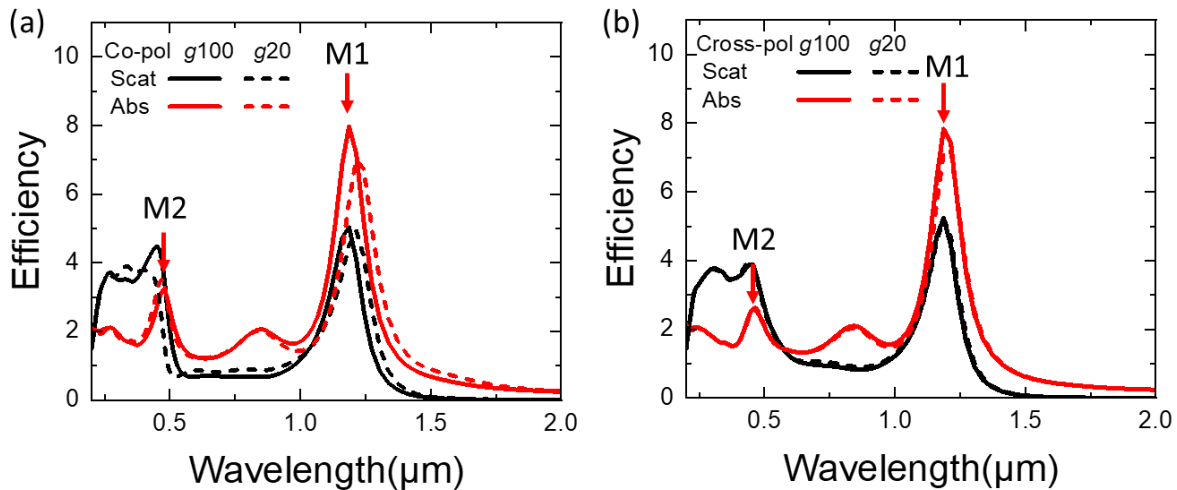 (a)
Co-pol g100 g20
Scat
Abs
M1
M2
10
8
6
4
2
0
0.5 1.0 1.5 2.0
Efficiency
Wavelength(μm)
(b)
Cross-pol g100 g20
Scat
Abs
M1
M2
10
8
6
4
2
0
0.5 1.0 1.5 2.0
Efficiency
Wavelength(μm)